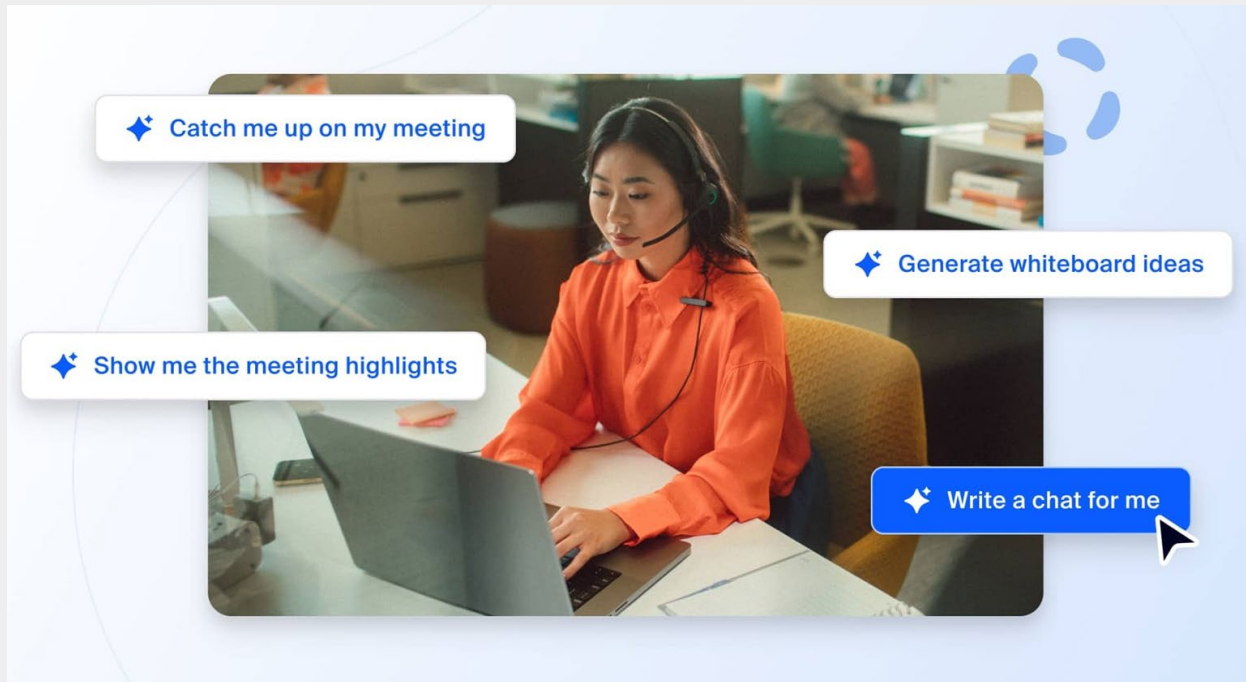 Catch me up on my meeting
Generate whiteboard ideas
Show me the meeting highlights
Write a chat for me